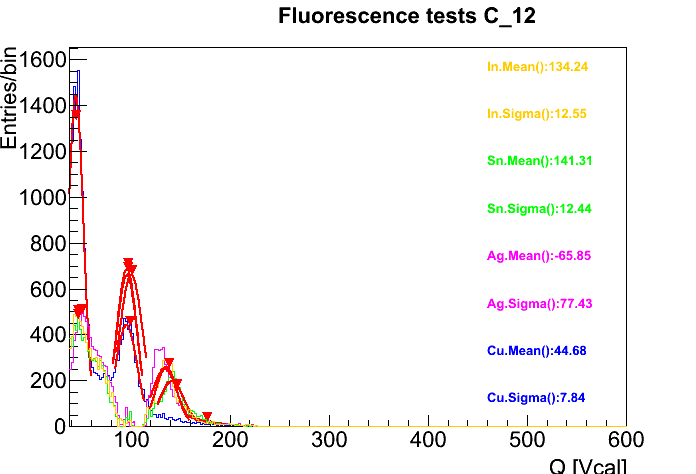 Fluorescence tests C_12
Entries/bin
1600
1400
1200
1000
800
600
400
200
0
In.Mean():134.24
In.Sigma():12.55
Sn.Mean():141.31
Sn.Sigma():12.44
Ag.Mean():-65.85
Ag.Sigma():77.43
Cu.Mean():44.68
Cu.Sigma():7.84
100 200 300 400 500 600
Q [Vcal]